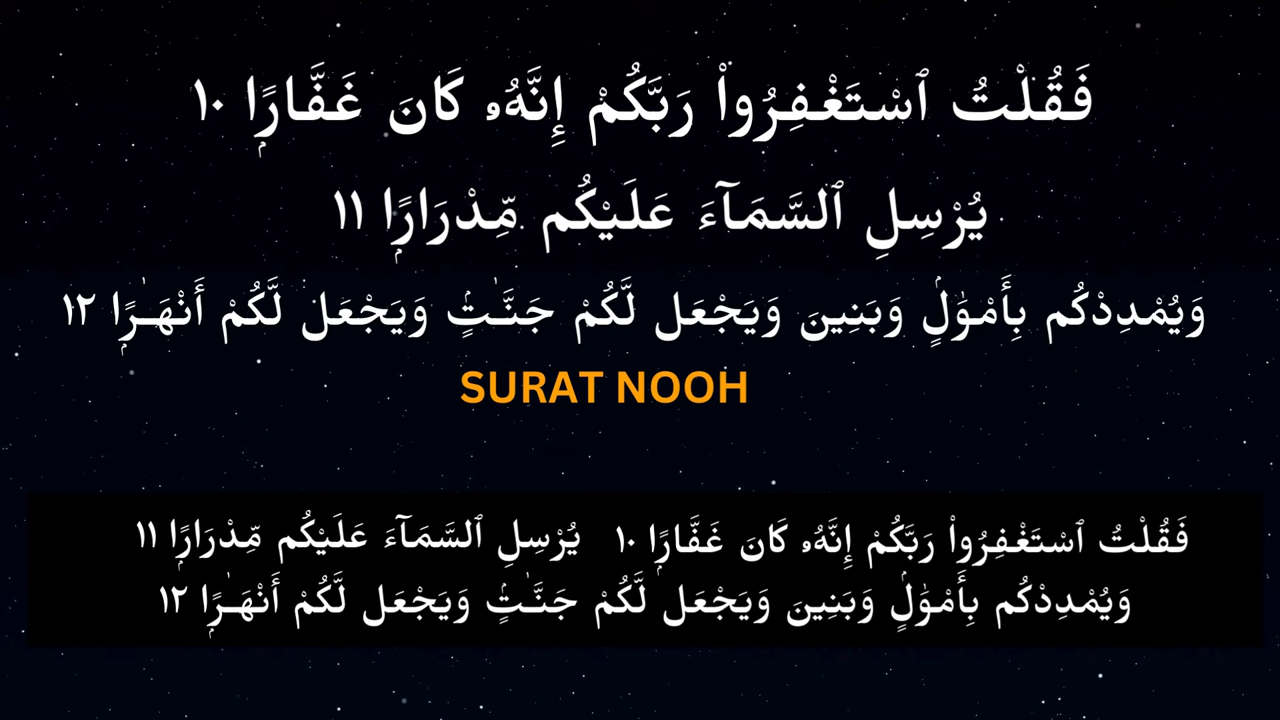 فَقُلْتُ ٱسْتَغْفِرُوا۟ رَبَّكُمْ إِنَّهُۥ كَانَ غَفَّارًۭا ١٠
يُرْسِلِ ٱلسَّمَآءَ عَلَيْكُم مِّدْرَارًۭا ١١
وَيُمْدِدْكُم بِأَمْوَٰلٍۢ وَبَنِينَ وَيَجْعَل لَّكُمْ جَنَّـٰتٍۢ وَيَجْعَل لَّكُمْ أَنْهَـٰرًۭا ١٢
SURAT NOOH
فَقُلْتُ ٱسْتَغْفِرُوا۟ رَبَّكُمْ إِنَّهُۥ كَانَ غَفَّارًۭا ١٠ يُرْسِلِ ٱلسَّمَآءَ عَلَيْكُم مِّدْرَارًۭا ١١
وَيُمْدِدْكُم بِأَمْوَٰلٍۢ وَبَنِينَ وَيَجْعَل لَّكُمْ جَنَّـٰتٍۢ وَيَجْعَل لَّكُمْ أَنْهَـٰرًۭا ١٢